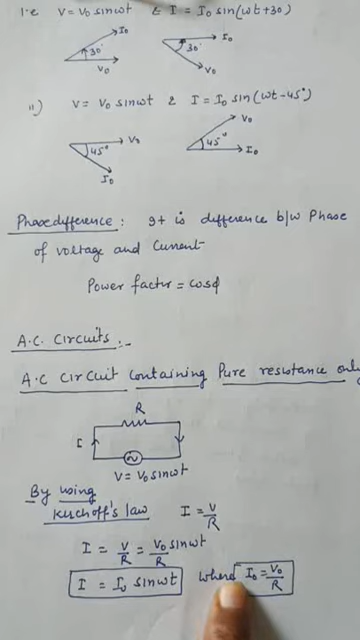 i.e V = V₀ sinωt & I = I₀ sin(ωt+30)
I₀
30°
V₀
I₀
30°
V₀
ii) V = V₀ sinωt & I = I₀ sin(ωt-45°)
V₀
45°
I₀
V₀
45°
I₀
Phase difference: It is difference b/w Phase
of voltage and Current
Power factor = cosϕ
A.C. Circuits:-
A.C Circuit Containing Pure resistance only
R
I
V = V₀ sinωt
By using
Kirchoff's law I = V/R
I = V/R = V₀/R sinωt
I = I₀ sinωt where I₀ = V₀/R